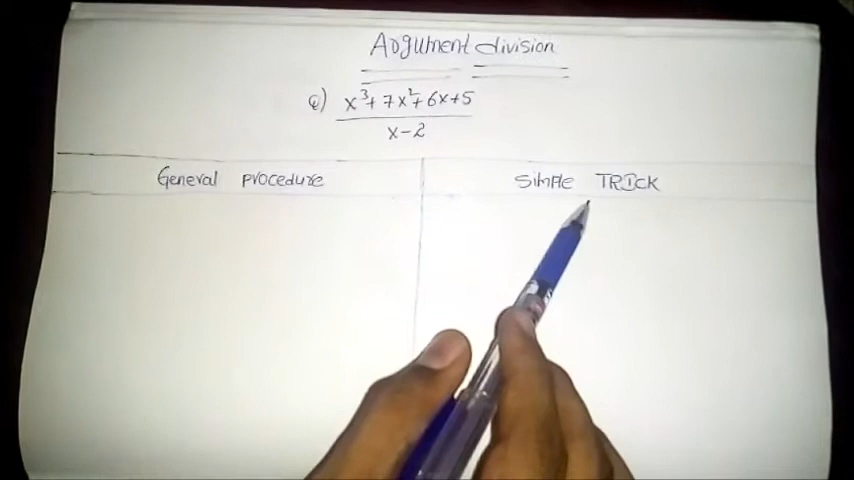 Argument division
Q) x³+7x²+6x+5
x-2
General procedure
Simple TRICK